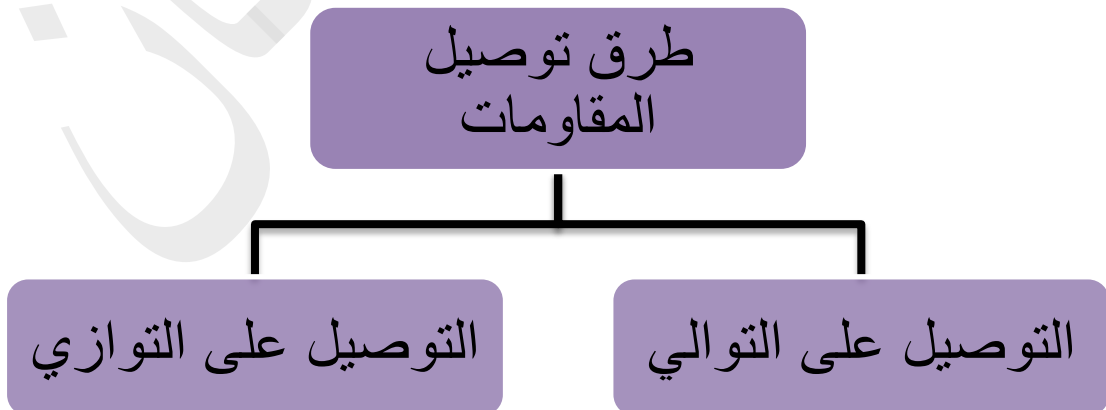 طرق توصيل
المقاومات
التوصيل على التوالي
التوصيل على التوازي